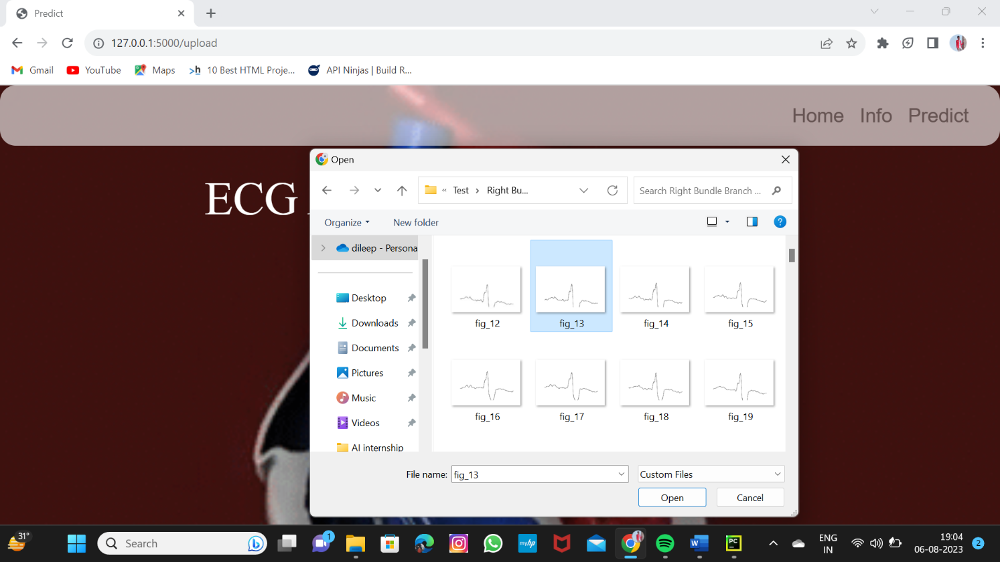 Predict
127.0.0.1:5000/upload
Gmail YouTube Maps >h 10 Best HTML Proje... API Ninjas | Build R...
Home Info Predict
ECG
Open
« Test › Right Bu...
Search Right Bundle Branch ...
Organize New folder
dileep - Persona
Desktop
Downloads
Documents
Pictures
Music
Videos
AI internship
fig_12 fig_13 fig_14 fig_15
fig_16 fig_17 fig_18 fig_19
File name: fig_13 Custom Files
Open Cancel
31°
Search
1
myhp
W
PC
ENG
IN
19:04
06-08-2023
2